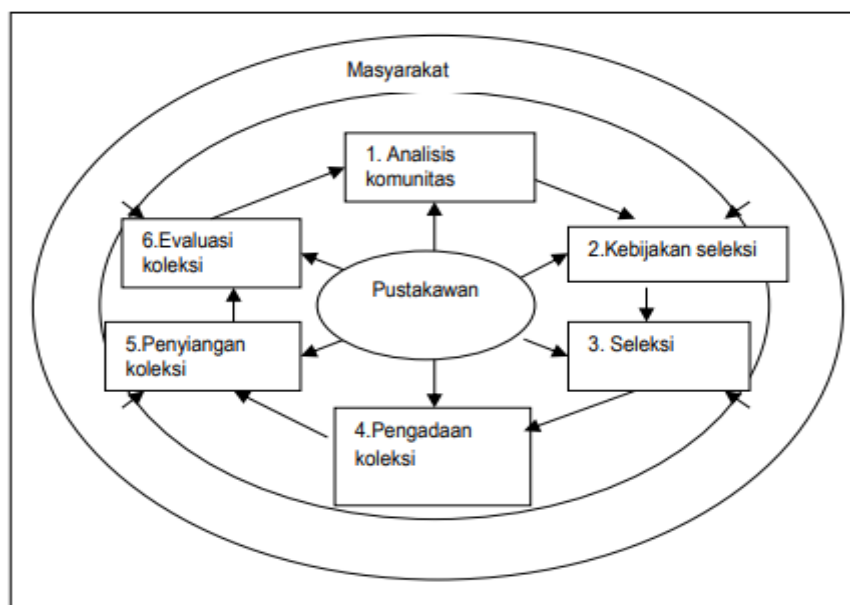 Masyarakat
1. Analisis
komunitas
2.Kebijakan seleksi
3. Seleksi
4.Pengadaan
koleksi
5.Penyiangan
koleksi
6.Evaluasi
koleksi
Pustakawan